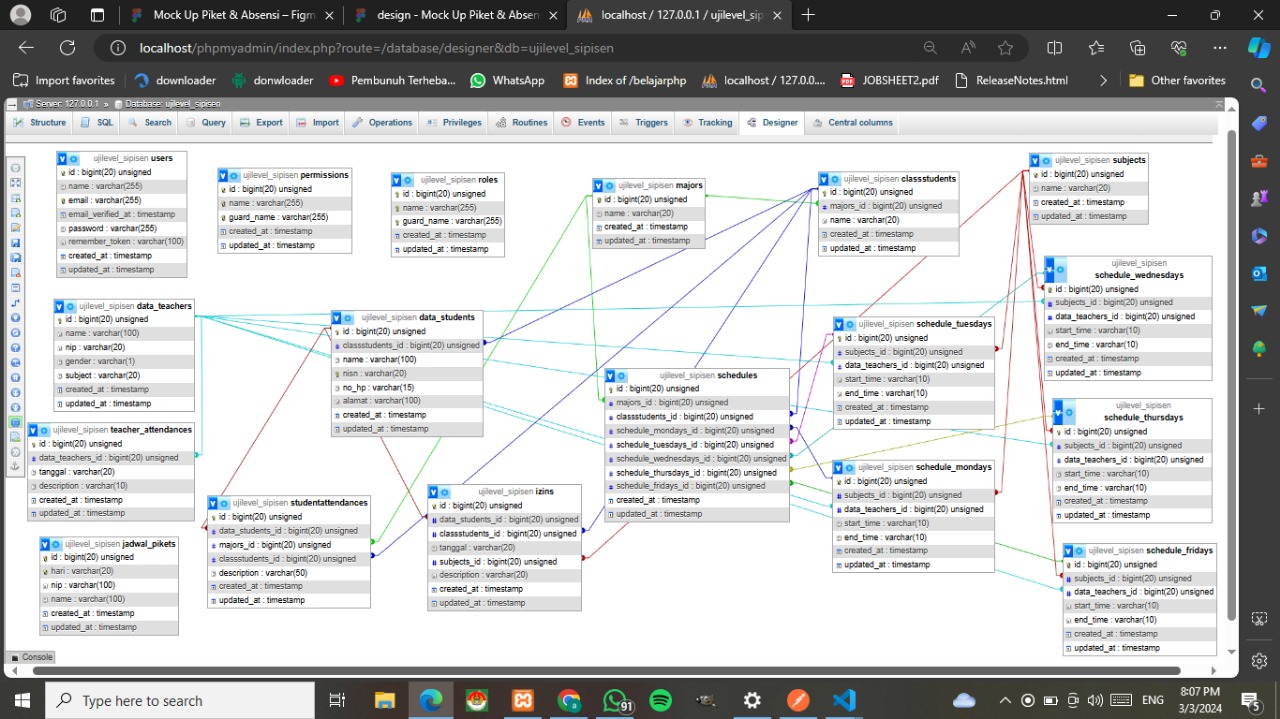 Mock Up Piket & Absensi – Figm
design - Mock Up Piket & Absen
localhost / 127.0.0.1 / ujilevel_sip
localhost/phpmyadmin/index.php?route=/database/designer&db=ujilevel_sipisen
Import favorites
downloader
donwloader
Pembunuh Terheba...
WhatsApp
Index of /belajarphp
localhost / 127.0.0....
JOBSHEET2.pdf
ReleaseNotes.html
Other favorites
Server: 127.0.0.1 » Database: ujilevel_sipisen
Structure
SQL
Search
Query
Export
Import
Operations
Privileges
Routines
Events
Triggers
Tracking
Designer
Central columns
ujilevel_sipisen users
id : bigint(20) unsigned
name : varchar(255)
email : varchar(255)
email_verified_at : timestamp
password : varchar(255)
remember_token : varchar(100)
created_at : timestamp
updated_at : timestamp
ujilevel_sipisen permissions
id : bigint(20) unsigned
name : varchar(255)
guard_name : varchar(255)
created_at : timestamp
updated_at : timestamp
ujilevel_sipisen roles
id : bigint(20) unsigned
name : varchar(255)
guard_name : varchar(255)
created_at : timestamp
updated_at : timestamp
ujilevel_sipisen majors
id : bigint(20) unsigned
name : varchar(20)
created_at : timestamp
updated_at : timestamp
ujilevel_sipisen classstudents
id : bigint(20) unsigned
majors_id : bigint(20) unsigned
name : varchar(20)
created_at : timestamp
updated_at : timestamp
ujilevel_sipisen subjects
id : bigint(20) unsigned
name : varchar(20)
created_at : timestamp
updated_at : timestamp
ujilevel_sipisen
schedule_wednesdays
id : bigint(20) unsigned
subjects_id : bigint(20) unsigned
data_teachers_id : bigint(20) unsigned
start_time : varchar(10)
end_time : varchar(10)
created_at : timestamp
updated_at : timestamp
ujilevel_sipisen data_teachers
id : bigint(20) unsigned
name : varchar(100)
nip : varchar(20)
gender : varchar(1)
subject : varchar(20)
created_at : timestamp
updated_at : timestamp
ujilevel_sipisen data_students
id : bigint(20) unsigned
classstudents_id : bigint(20) unsigned
name : varchar(100)
nisn : varchar(20)
no_hp : varchar(15)
alamat : varchar(100)
created_at : timestamp
updated_at : timestamp
ujilevel_sipisen schedule_tuesdays
id : bigint(20) unsigned
subjects_id : bigint(20) unsigned
data_teachers_id : bigint(20) unsigned
start_time : varchar(10)
end_time : varchar(10)
created_at : timestamp
updated_at : timestamp
ujilevel_sipisen schedules
id : bigint(20) unsigned
majors_id : bigint(20) unsigned
classstudents_id : bigint(20) unsigned
schedule_mondays_id : bigint(20) unsigned
schedule_tuesdays_id : bigint(20) unsigned
schedule_wednesdays_id : bigint(20) unsigned
schedule_thursdays_id : bigint(20) unsigned
schedule_fridays_id : bigint(20) unsigned
created_at : timestamp
updated_at : timestamp
ujilevel_sipisen
schedule_thursdays
id : bigint(20) unsigned
subjects_id : bigint(20) unsigned
data_teachers_id : bigint(20) unsigned
start_time : varchar(10)
end_time : varchar(10)
created_at : timestamp
updated_at : timestamp
ujilevel_sipisen teacher_attendances
id : bigint(20) unsigned
data_teachers_id : bigint(20) unsigned
tanggal : varchar(20)
description : varchar(10)
created_at : timestamp
updated_at : timestamp
ujilevel_sipisen schedule_mondays
id : bigint(20) unsigned
subjects_id : bigint(20) unsigned
data_teachers_id : bigint(20) unsigned
start_time : varchar(10)
end_time : varchar(10)
created_at : timestamp
updated_at : timestamp
ujilevel_sipisen studentattendances
id : bigint(20) unsigned
data_students_id : bigint(20) unsigned
majors_id : bigint(20) unsigned
classstudents_id : bigint(20) unsigned
description : varchar(50)
created_at : timestamp
updated_at : timestamp
ujilevel_sipisen izins
id : bigint(20) unsigned
data_students_id : bigint(20) unsigned
classstudents_id : bigint(20) unsigned
tanggal : varchar(20)
subjects_id : bigint(20) unsigned
description : varchar(20)
created_at : timestamp
updated_at : timestamp
ujilevel_sipisen jadwal_pikets
id : bigint(20) unsigned
hari : varchar(20)
nip : varchar(100)
name : varchar(100)
created_at : timestamp
updated_at : timestamp
ujilevel_sipisen schedule_fridays
id : bigint(20) unsigned
subjects_id : bigint(20) unsigned
data_teachers_id : bigint(20) unsigned
start_time : varchar(10)
end_time : varchar(10)
created_at : timestamp
updated_at : timestamp
Console
Type here to search
91
ENG
8:07 PM
3/3/2024
5